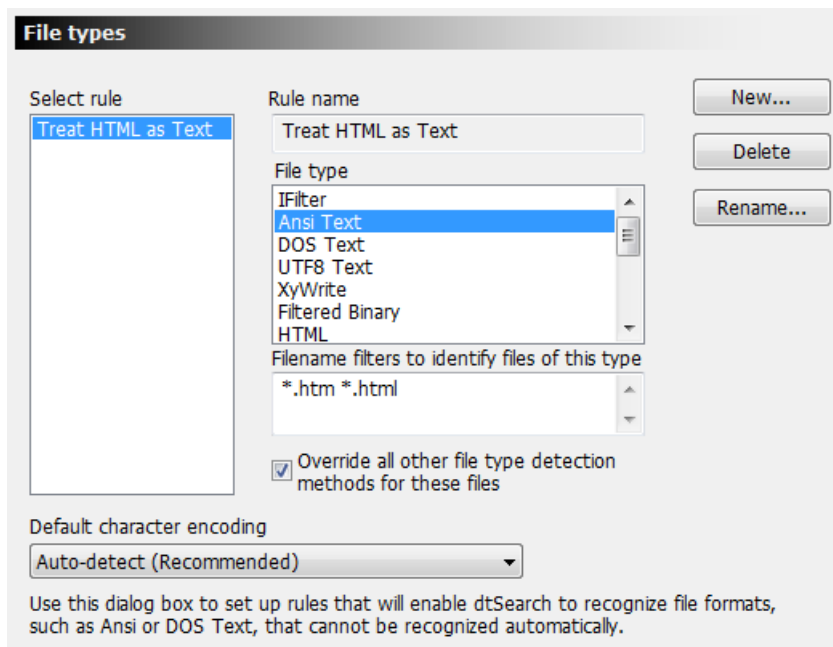 File types
Select rule
Treat HTML as Text
Rule name
Treat HTML as Text
File type
IFilter
Ansi Text
DOS Text
UTF8 Text
XyWrite
Filtered Binary
HTML
Filename filters to identify files of this type
*.htm *.html
Override all other file type detection
methods for these files
New...
Delete
Rename...
Default character encoding
Auto-detect (Recommended)
Use this dialog box to set up rules that will enable dtSearch to recognize file formats,
such as Ansi or DOS Text, that cannot be recognized automatically.